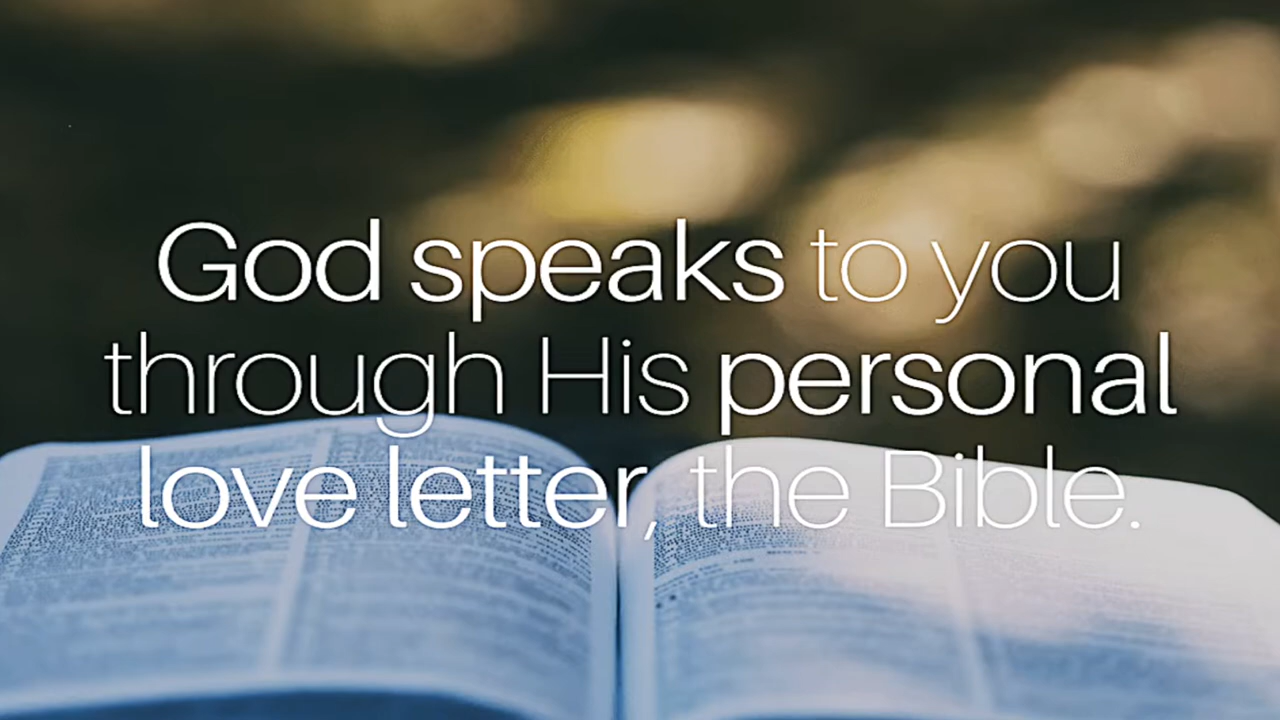 God speaks to you
through His personal
love letter, the Bible.